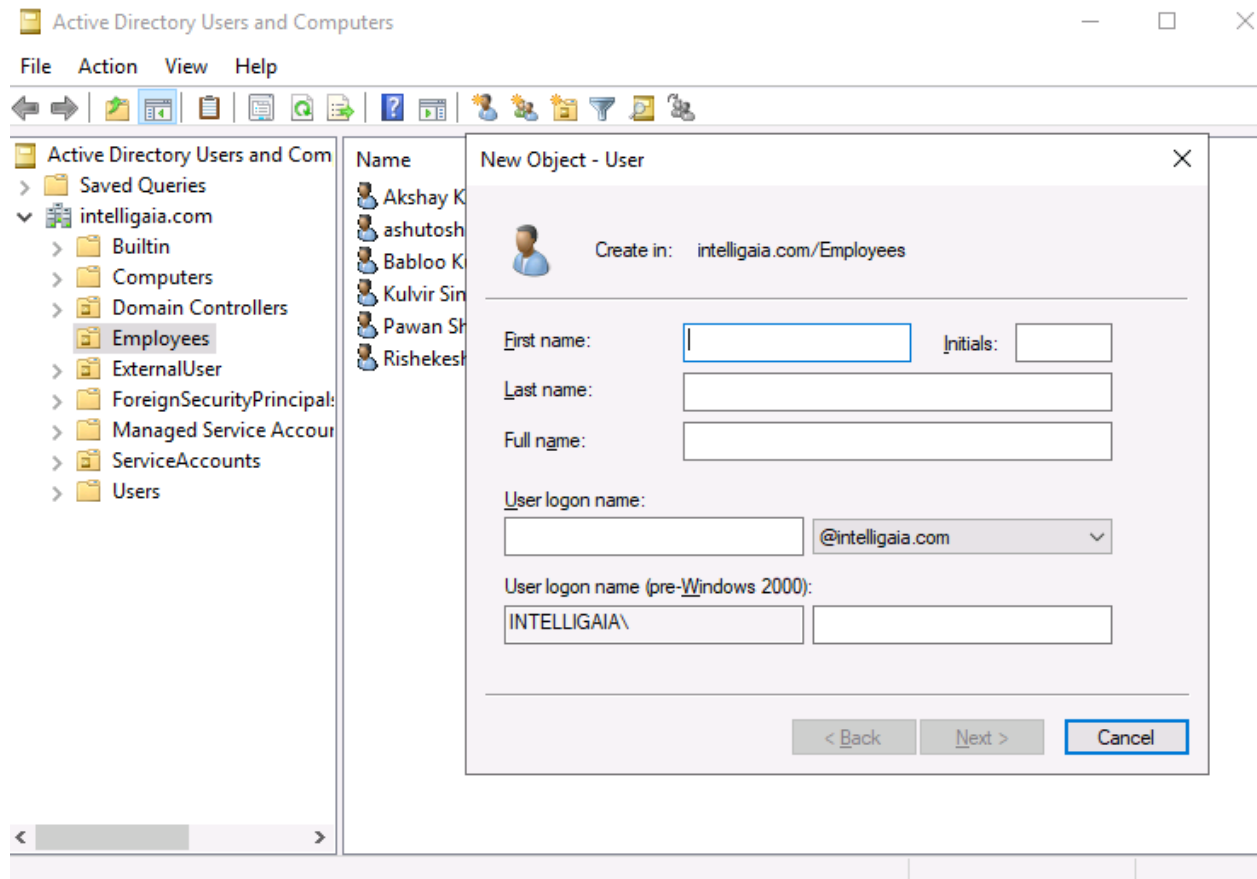 Active Directory Users and Computers
File Action View Help
Active Directory Users and Com
Saved Queries
intelligaia.com
Builtin
Computers
Domain Controllers
Employees
ExternalUser
ForeignSecurityPrincipal
Managed Service Accou
ServiceAccounts
Users
Name
Akshay K
ashutosh
Babloo K
Kulvir Sin
Pawan Sh
Rishekesh
New Object - User
Create in: intelligaia.com/Employees
First name: Initials:
Last name:
Full name:
User logon name:
@intelligaia.com
User logon name (pre-Windows 2000):
INTELLIGAIA\
< Back Next > Cancel